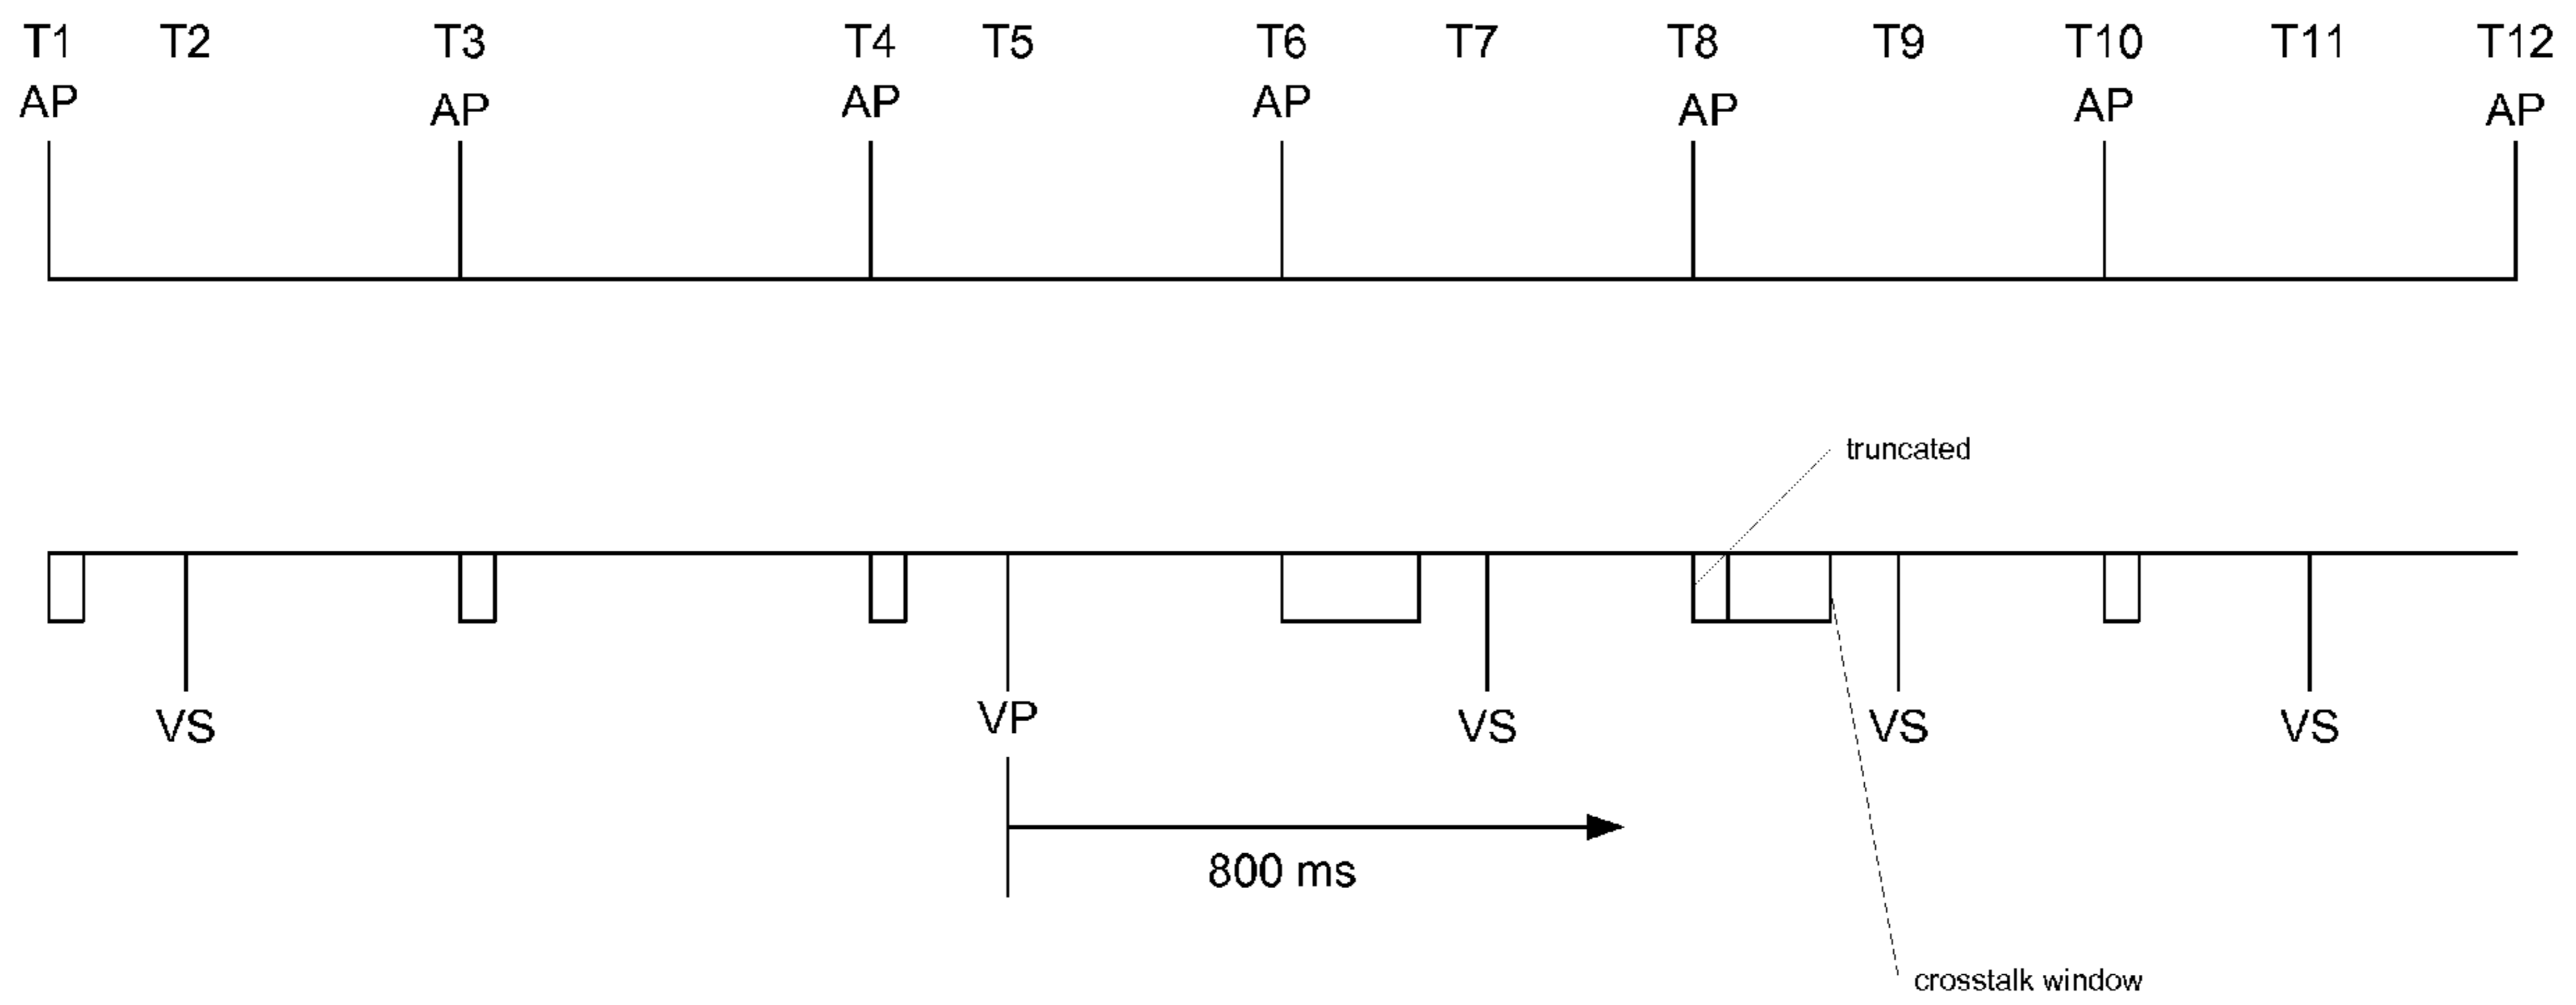 T1 T2 T3 T4 T5 T6 T7 T8 T9 T10 T11 T12
AP AP AP AP AP AP AP
truncated
VS VP VS VS VS
800 ms
crosstalk window